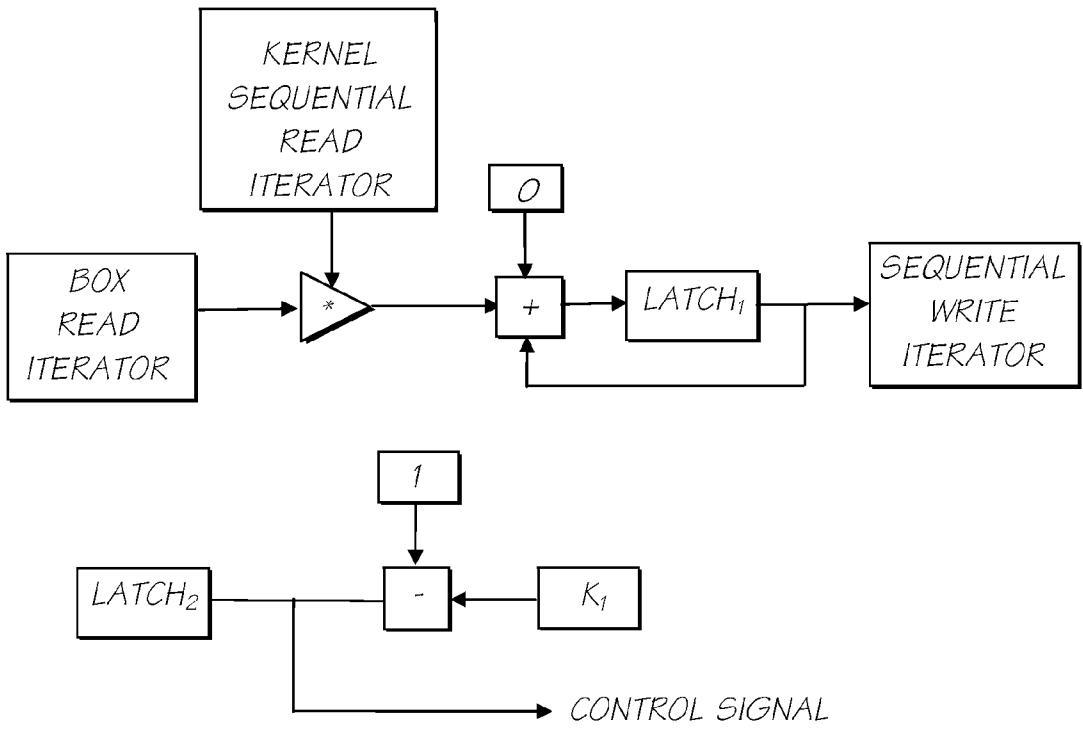 KERNEL
SEQUENTIAL
READ
ITERATOR
0
BOX
READ
ITERATOR
*
+
LATCH₁
SEQUENTIAL
WRITE
ITERATOR
1
LATCH₂
-
K₁
CONTROL SIGNAL